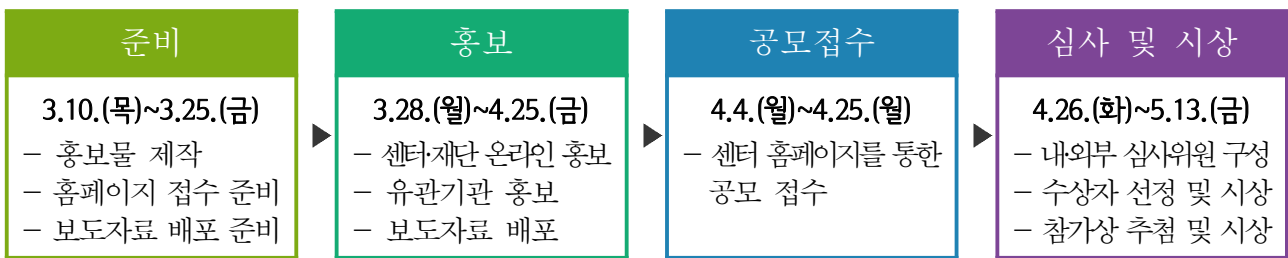 준비
3.10.(목)~3.25.(금)
- 홍보물 제작
- 홈페이지 접수 준비
- 보도자료 배포 준비
홍보
3.28.(월)~4.25.(금)
- 센터·재단 온라인 홍보
- 유관기관 홍보
- 보도자료 배포
공모접수
4.4.(월)~4.25.(월)
- 센터 홈페이지를 통한
공모 접수
심사 및 시상
4.26.(화)~5.13.(금)
- 내·외부 심사위원 구성
- 수상자 선정 및 시상
- 참가상 추첨 및 시상